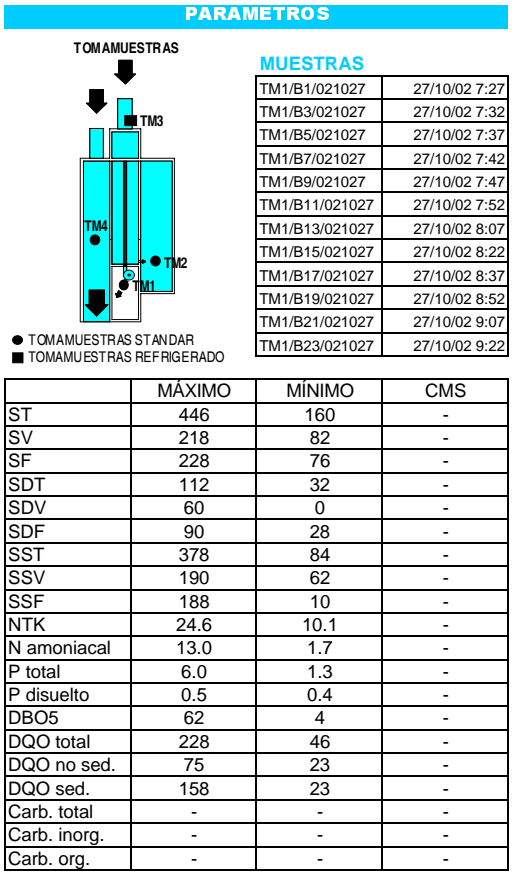 PARAMETROS
TOMAMUESTRAS
TM3
TM4
TM2
TM1
TOMAMUESTRAS STANDAR
TOMAMUESTRAS REFRIGERADO
MUESTRAS
TM1/B1/021027 27/10/02 7:27
TM1/B3/021027 27/10/02 7:32
TM1/B5/021027 27/10/02 7:37
TM1/B7/021027 27/10/02 7:42
TM1/B9/021027 27/10/02 7:47
TM1/B11/021027 27/10/02 7:52
TM1/B13/021027 27/10/02 8:07
TM1/B15/021027 27/10/02 8:22
TM1/B17/021027 27/10/02 8:37
TM1/B19/021027 27/10/02 8:52
TM1/B21/021027 27/10/02 9:07
TM1/B23/021027 27/10/02 9:22
MÁXIMO MÍNIMO CMS
ST 446 160 -
SV 218 82 -
SF 228 76 -
SDT 112 32 -
SDV 60 0 -
SDF 90 28 -
SST 378 84 -
SSV 190 62 -
SSF 188 10 -
NTK 24.6 10.1 -
N amoniacal 13.0 1.7 -
P total 6.0 1.3 -
P disuelto 0.5 0.4 -
DBO5 62 4 -
DQO total 228 46 -
DQO no sed. 75 23 -
DQO sed. 158 23 -
Carb. total - - -
Carb. inorg. - - -
Carb. org. - - -